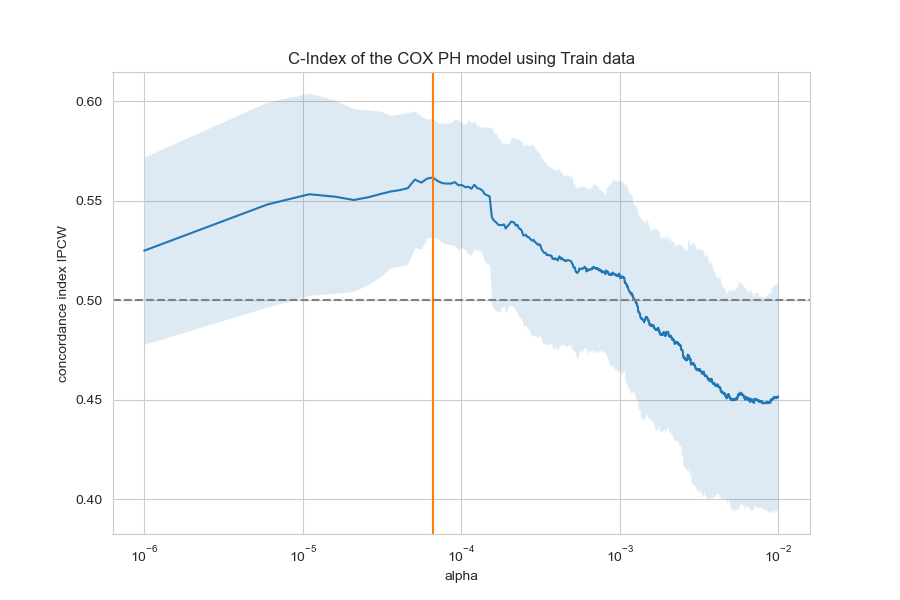 C-Index of the COX PH model using Train data
concordance index IPCW
0.60
0.55
0.50
0.45
0.40
10⁻⁶ 10⁻⁵ 10⁻⁴ 10⁻³ 10⁻²
alpha